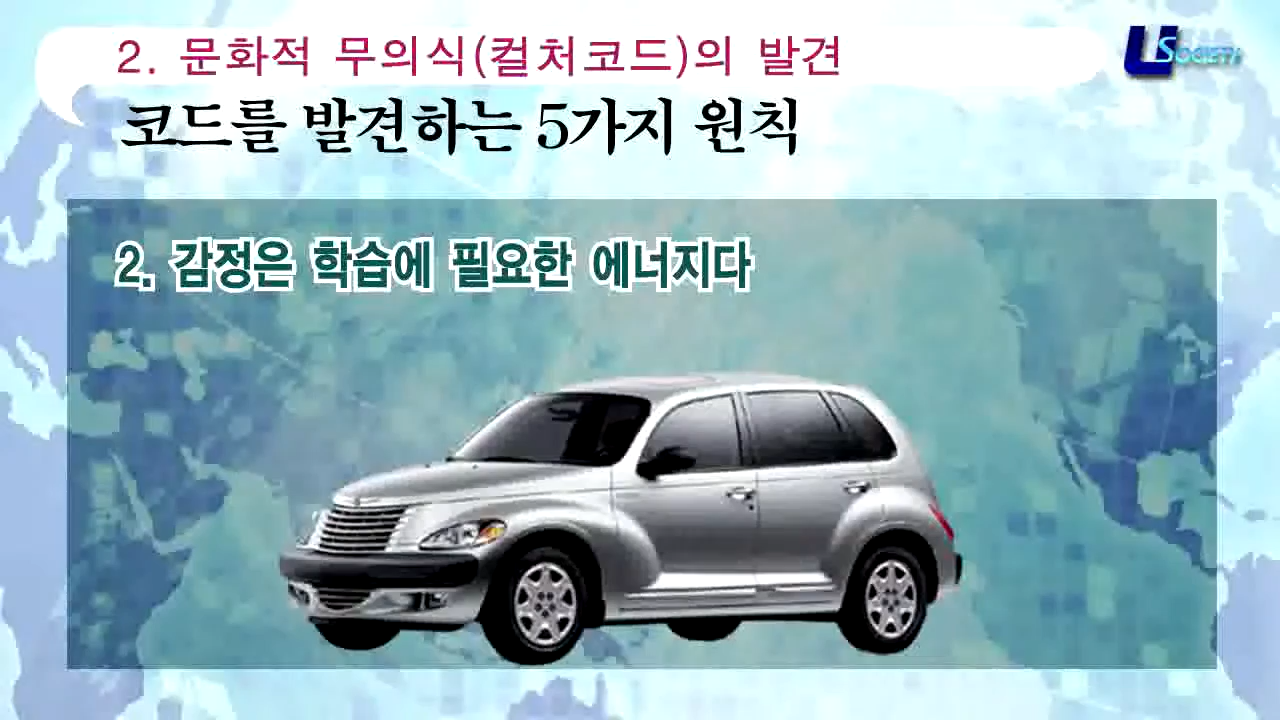 2. 문화적 무의식(컬처코드)의 발견
LSOCIETY
코드를 발견하는 5가지 원칙
2. 감정은 학습에 필요한 에너지다